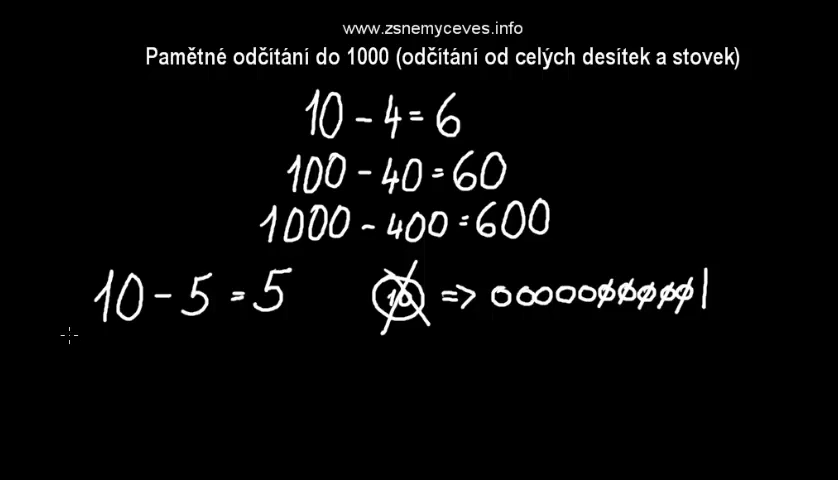 www.zsnemyceves.info
Pamětné odčítání do 1000 (odčítání od celých desítek a stovek)
10 - 4 = 6
100 - 40 = 60
1000 - 400 = 600
10 - 5 = 5 10 => oooooøøøøø|